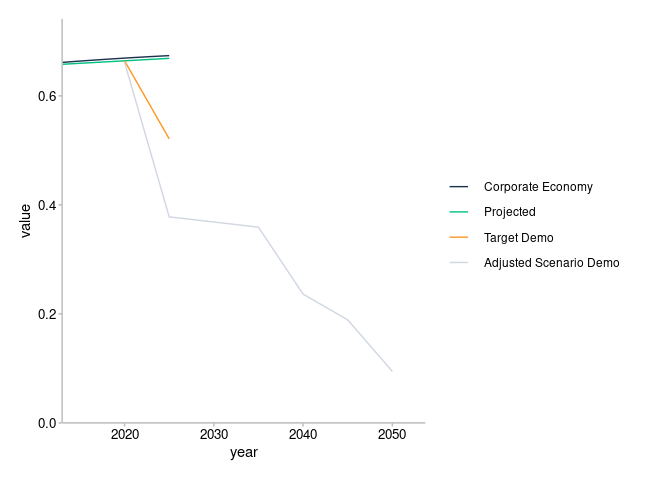 value
0.6
0.4
0.2
0.0
2020 2030 2040 2050
year
Corporate Economy
Projected
Target Demo
Adjusted Scenario Demo